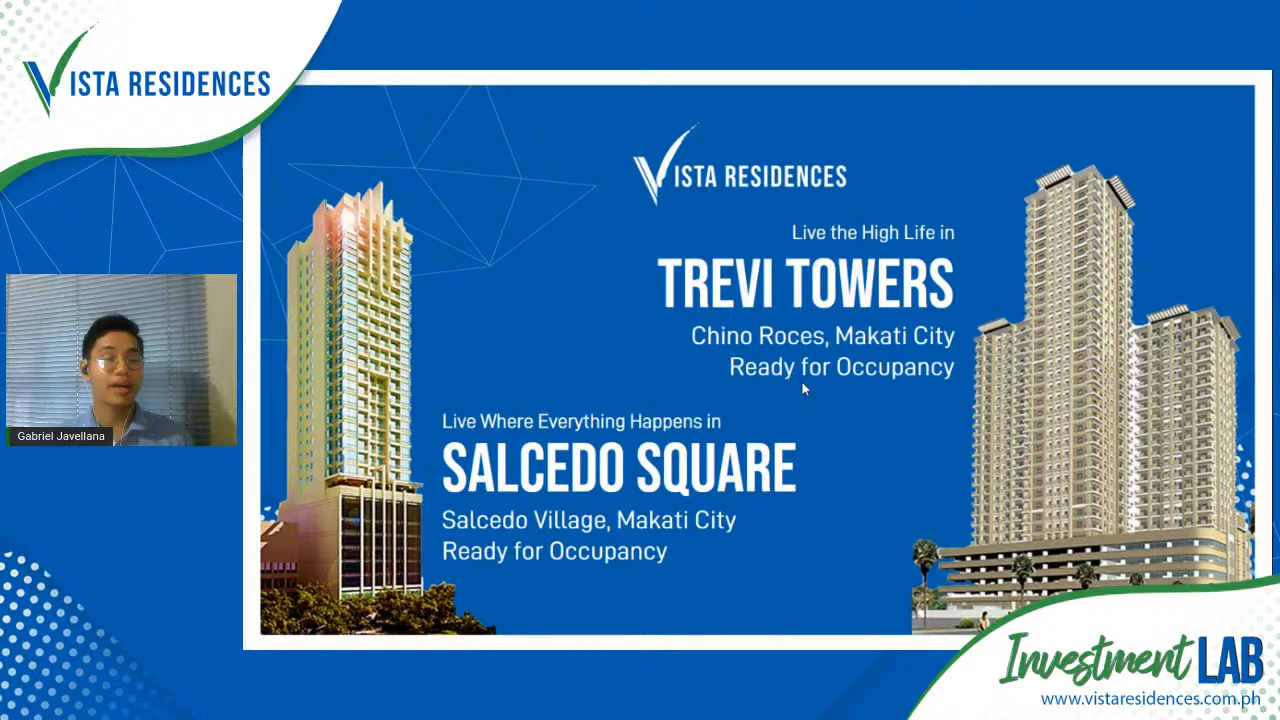 VISTA RESIDENCES
Gabriel Javellana
VISTA RESIDENCES
Live the High Life in
TREVI TOWERS
Chino Roces, Makati City
Ready for Occupancy
Live Where Everything Happens in
SALCEDO SQUARE
Salcedo Village, Makati City
Ready for Occupancy
Investment LAB
www.vistaresidences.com.ph